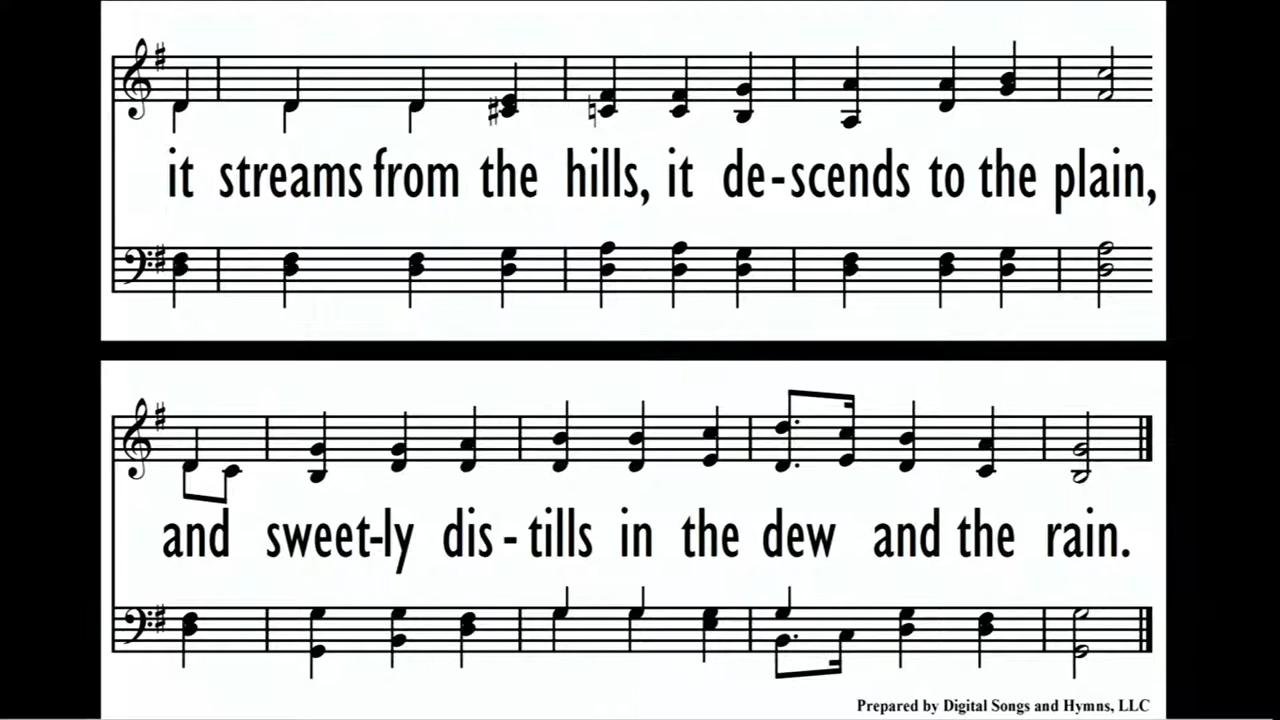 it streams from the hills, it de-scends to the plain,
and sweet-ly dis-tills in the dew and the rain.
Prepared by Digital Songs and Hymns, LLC